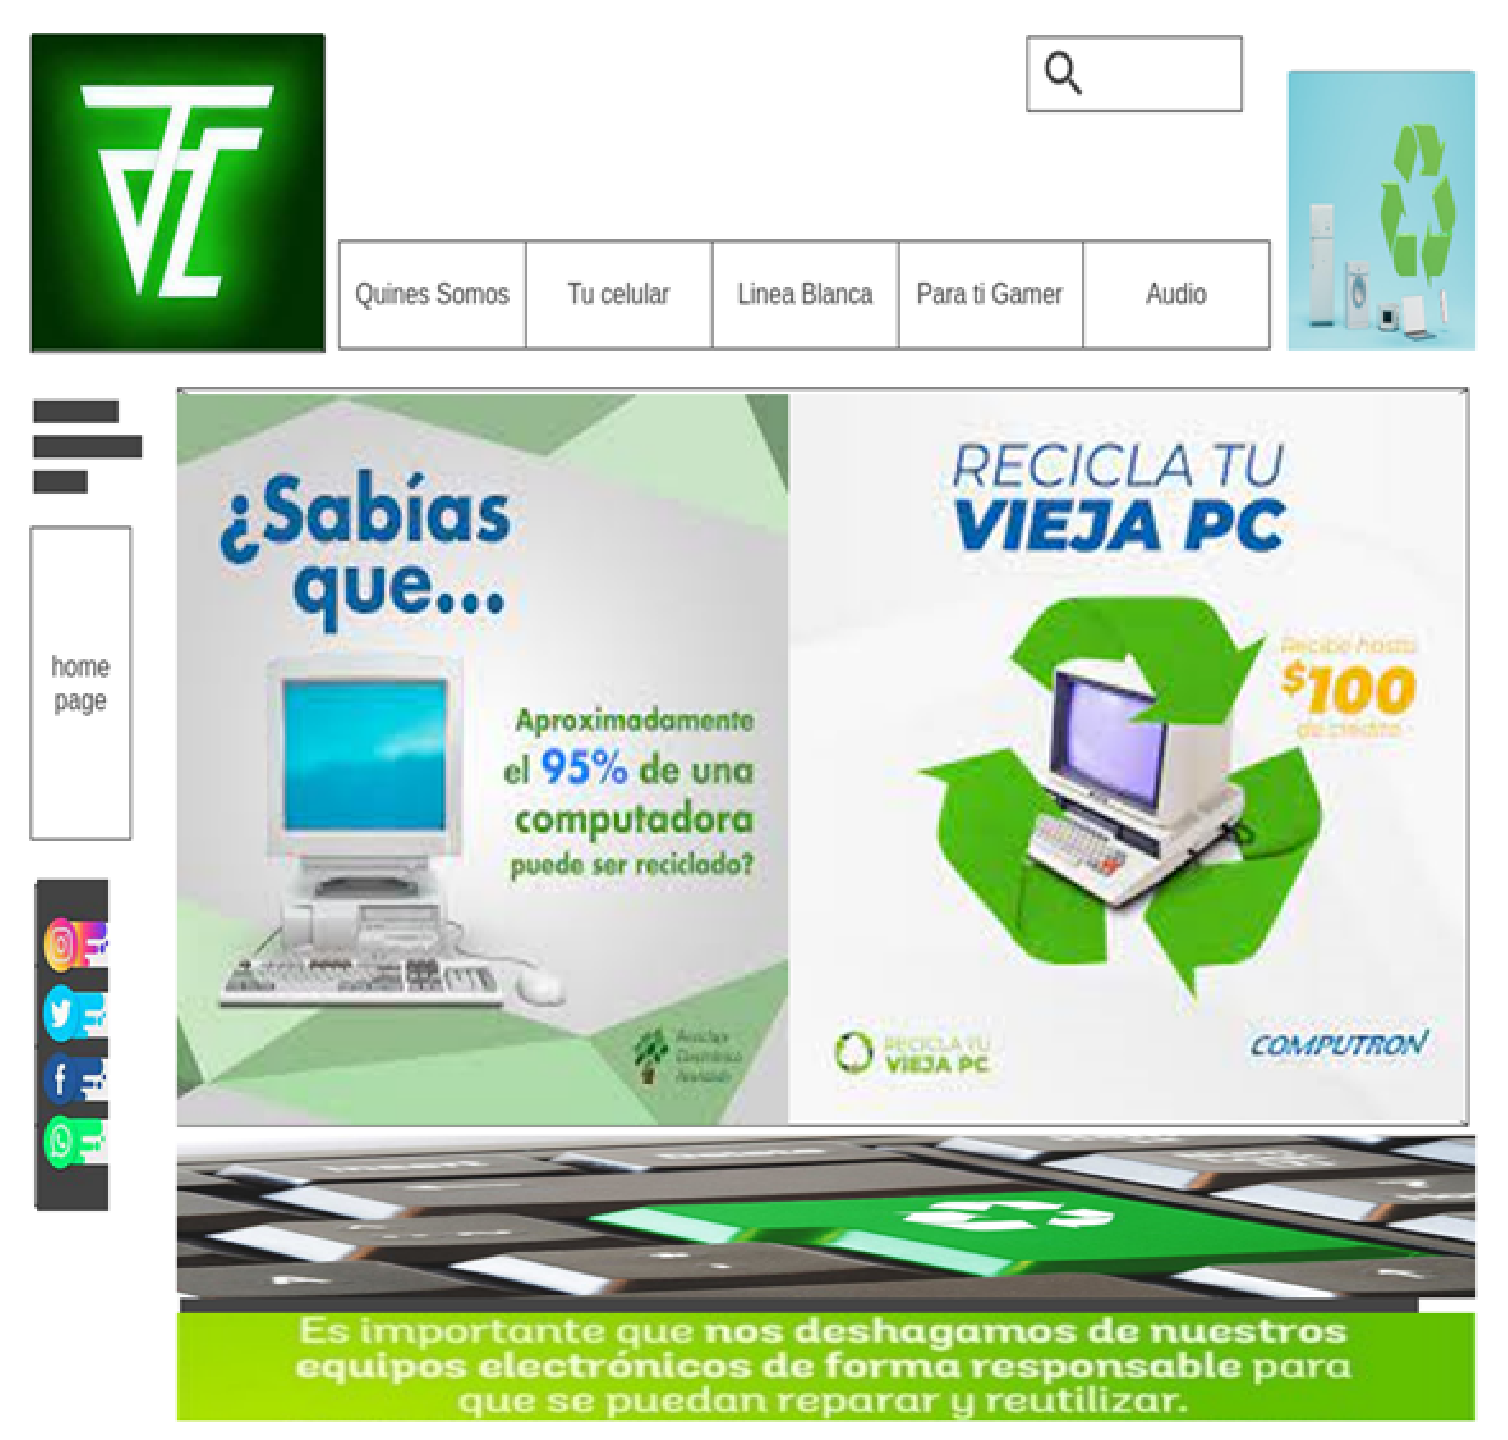 Quines Somos
Tu celular
Linea Blanca
Para ti Gamer
Audio
home
page
¿Sabías
que...
Aproximadamente
el 95% de una
computadora
puede ser reciclado?
RECICLA TU
VIEJA PC
Recibe hasta
$100
de crédito
RECICLA TU
VIEJA PC
COMPUTRON
Es importante que nos deshagamos de nuestros
equipos electrónicos de forma responsable para
que se puedan reparar y reutilizar.